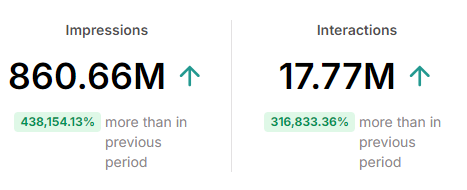 Impressions
860.66M
438,154.13% more than in
previous
period
Interactions
17.77M
316,833.36% more than in
previous
period